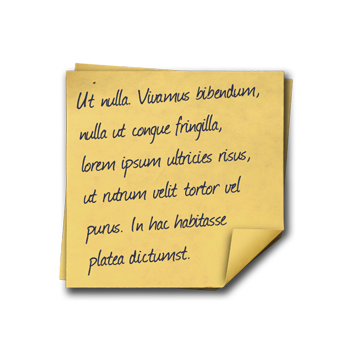 Ut nulla. Vivamus bibendum,
nulla ut congue fringilla,
lorem ipsum ultricies risus,
ut rutrum velit tortor vel
purus. In hac habitasse
platea dictumst.